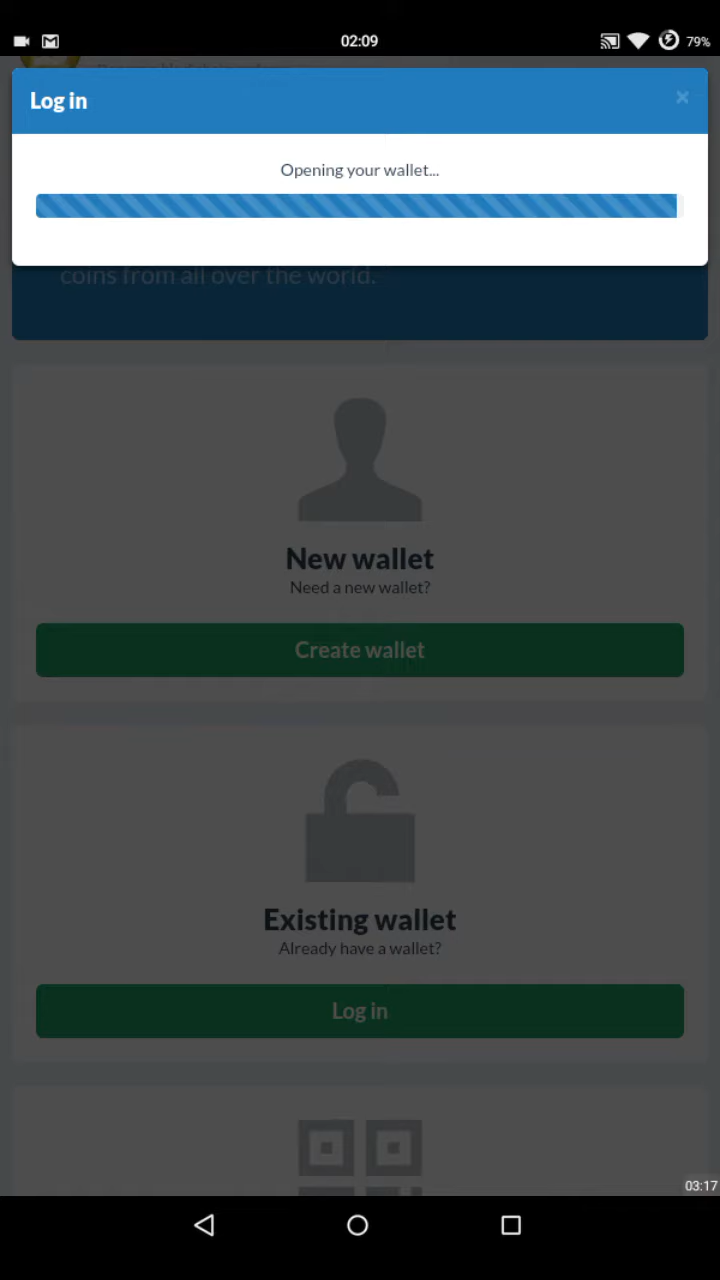 02:09
79%
Log in
×
Opening your wallet...
coins from all over the world.
New wallet
Need a new wallet?
Create wallet
Existing wallet
Already have a wallet?
Log in
03:17